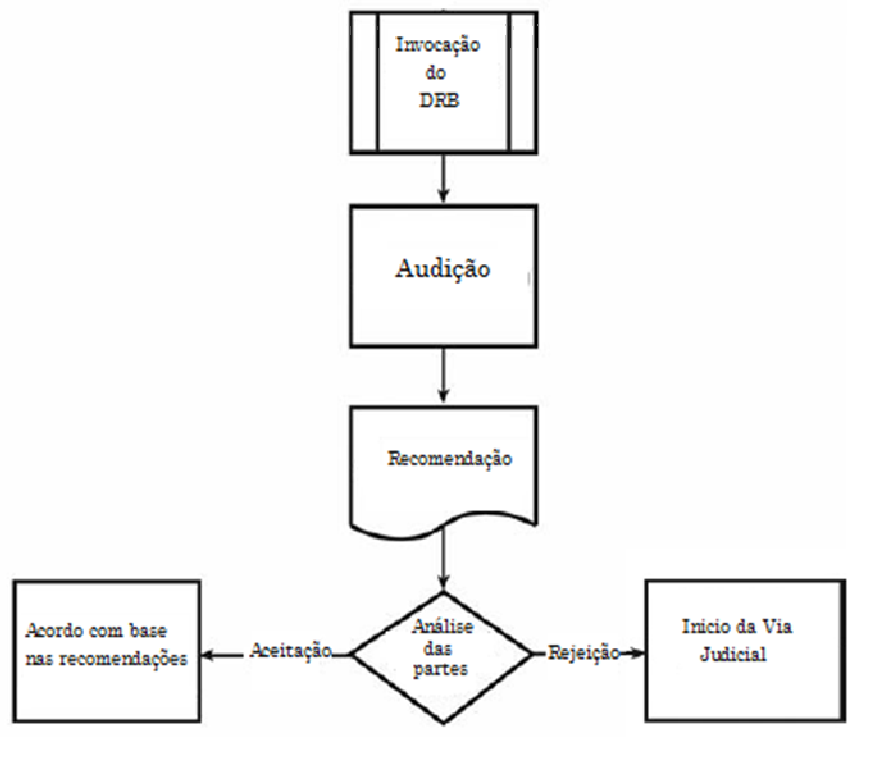 Invocação
do
DRB
Audição
Recomendação
Análise
das
partes
Aceitação
Rejeição
Acordo com base
nas recomendações
Inicio da Via
Judicial